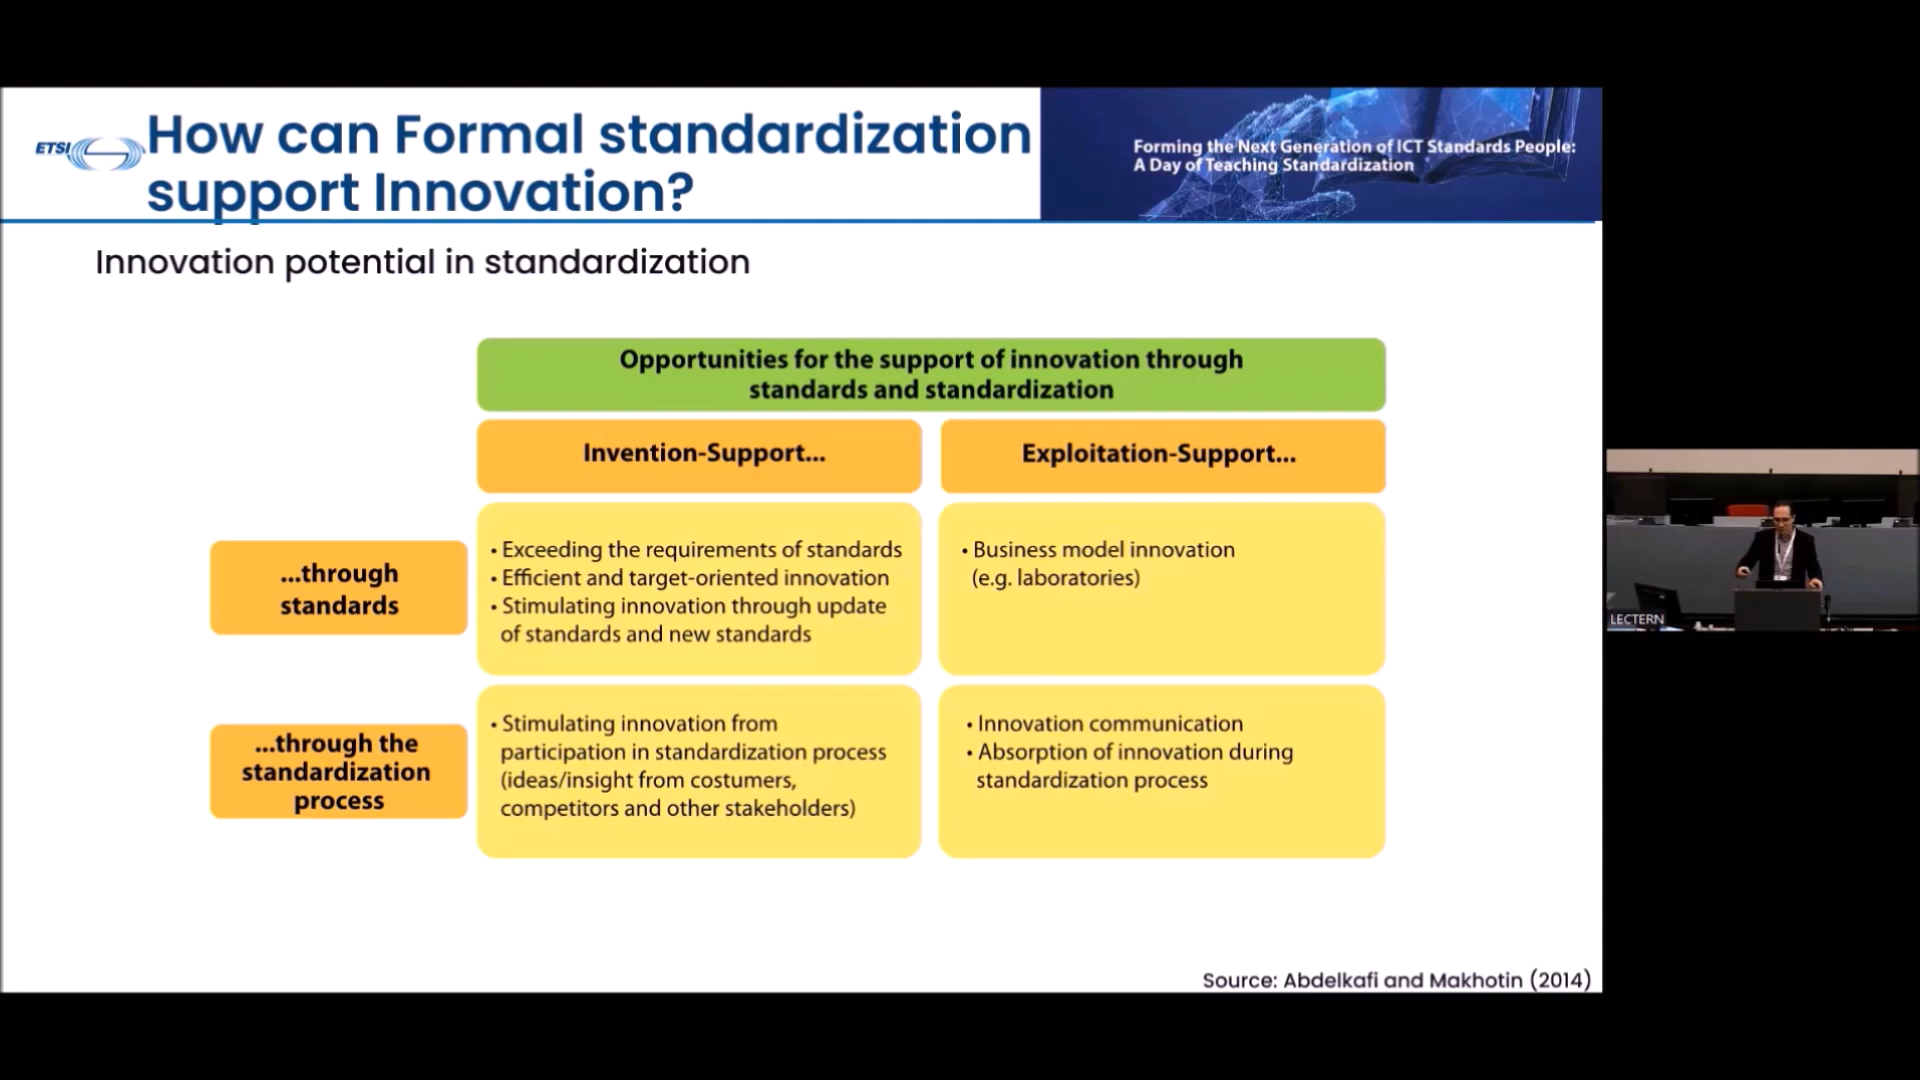 ETSI
How can Formal standardization
support Innovation?
Forming the Next Generation of ICT Standards People:
A Day of Teaching Standardization
Innovation potential in standardization
Opportunities for the support of innovation through
standards and standardization
Invention-Support...
Exploitation-Support...
...through
standards
• Exceeding the requirements of standards
• Efficient and target-oriented innovation
• Stimulating innovation through update
of standards and new standards
• Business model innovation
(e.g. laboratories)
...through the
standardization
process
• Stimulating innovation from
participation in standardization process
(ideas/insight from costumers,
competitors and other stakeholders)
• Innovation communication
• Absorption of innovation during
standardization process
Source: Abdelkafi and Makhotin (2014)
LECTERN